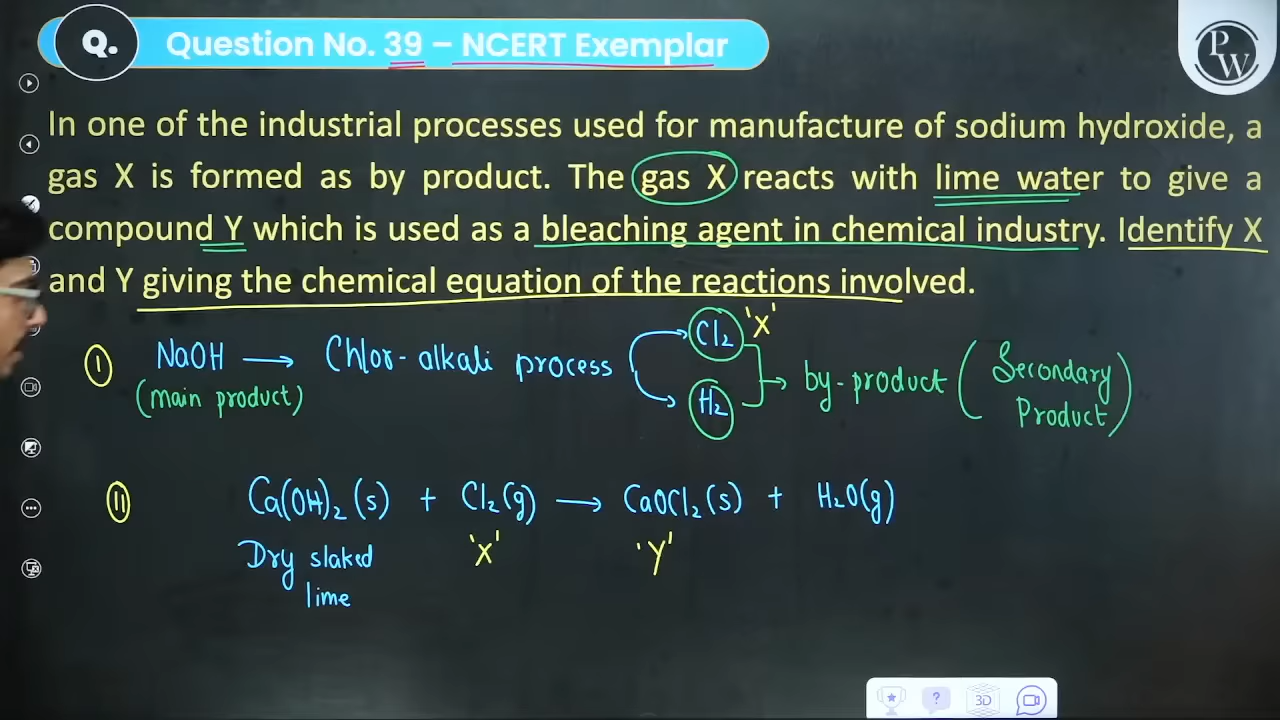 Q. Question No. 39 – NCERT Exemplar
P
W
In one of the industrial processes used for manufacture of sodium hydroxide, a
gas X is formed as by product. The gas X reacts with lime water to give a
compound Y which is used as a bleaching agent in chemical industry. Identify X
and Y giving the chemical equation of the reactions involved.
① NaOH → Chlor-alkali process Cl₂ 'X'
(main product) H₂ → by-product (Secondary
Product)
⑪ Ca(OH)₂(s) + Cl₂(g) → CaOCl₂(s) + H₂O(g)
Dry slaked 'X' 'Y'
lime
? 3D